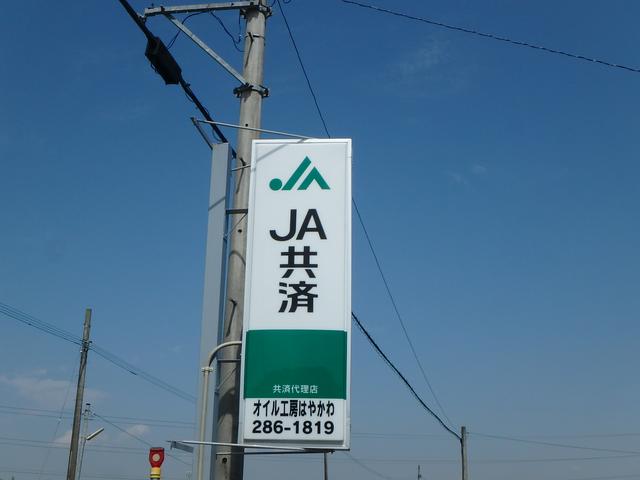 JA
共
済
共済代理店
オイル工房はやかわ
286-1819